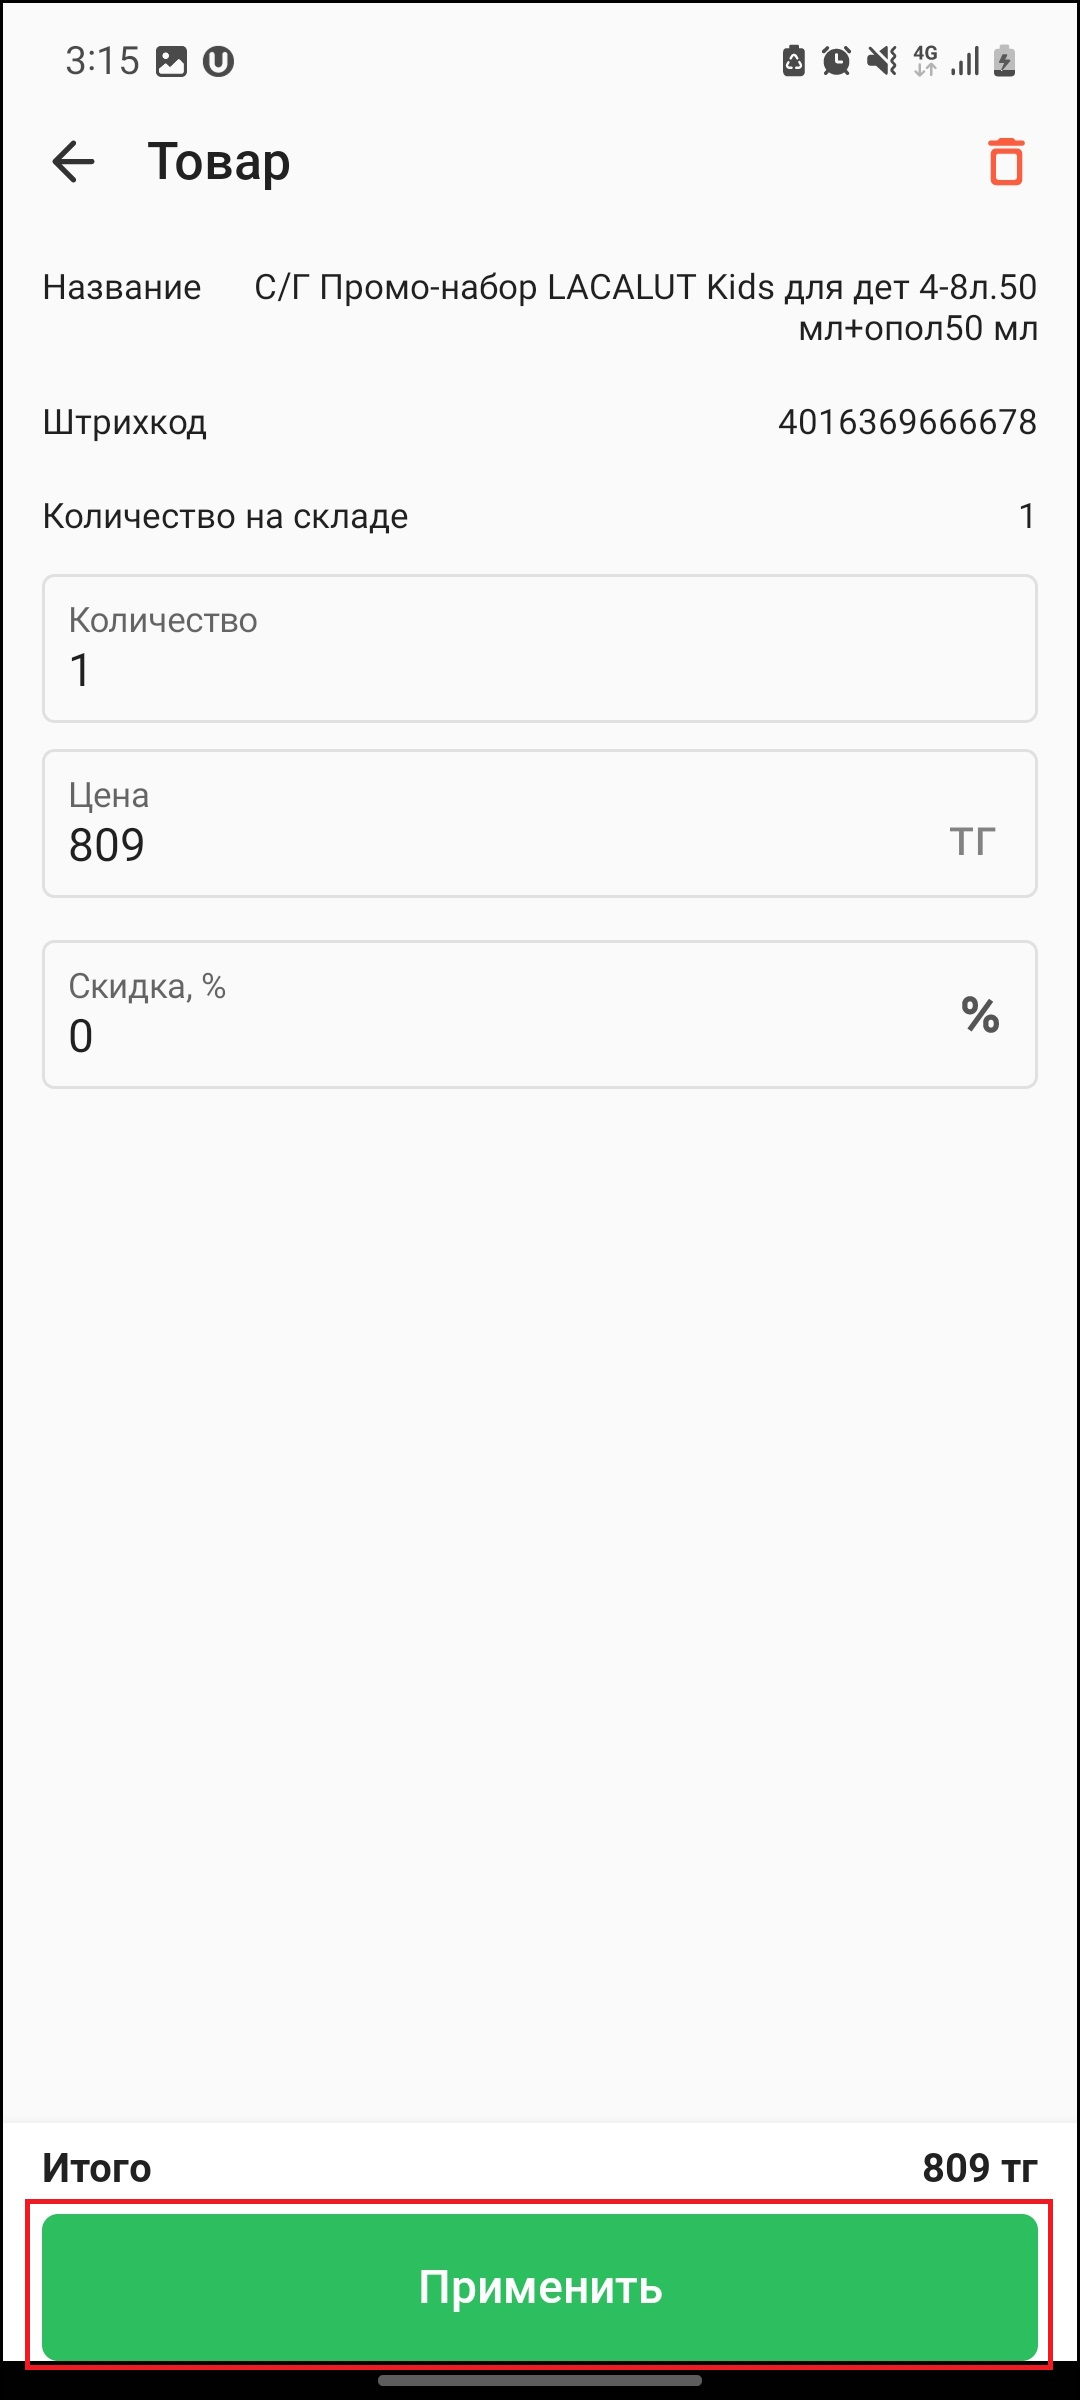 3:15
4G
Товар
Название
С/Г Промо-набор LACALUT Kids для дет 4-8л.50
мл+опол50 мл
Штрихкод
4016369666678
Количество на складе
1
Количество
1
Цена
809
ТГ
Скидка, %
0
%
Итого
809 тг
Применить